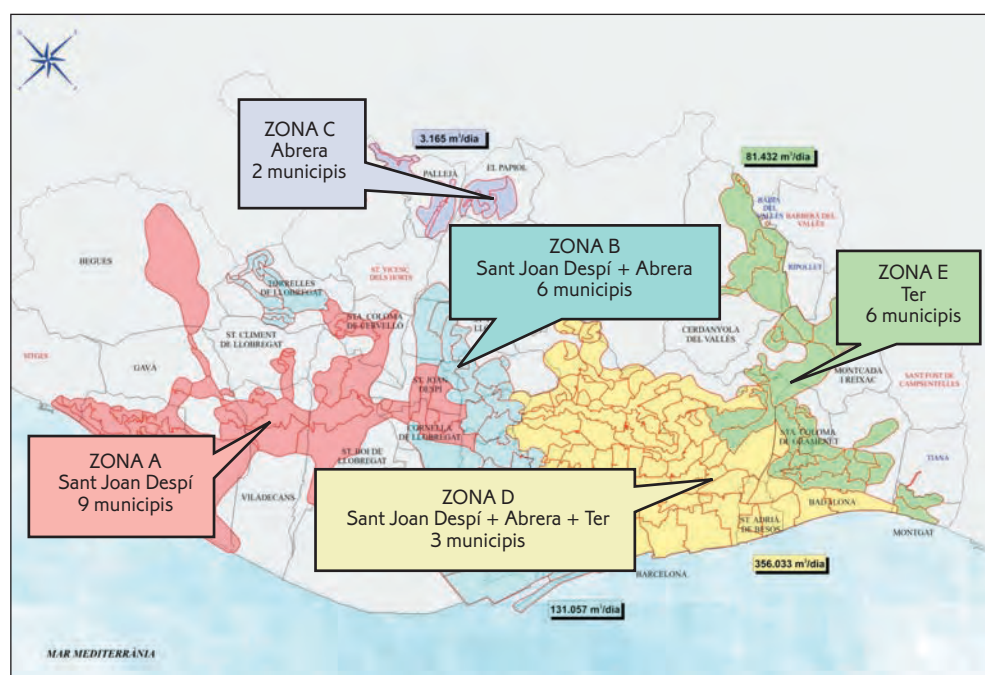 ZONA C
Abrera
2 municipis
3.165 m³/dia
81.432 m³/dia
PALLEJÀ
EL PAPIOL
BADIA
DEL
VALLÈS
BARBERÀ DEL
VALLÈS
ZONA B
Sant Joan Despí + Abrera
6 municipis
BEGUES
ST. VICESÇ
DELS HORTS
RIPOLLET
ZONA E
Ter
6 municipis
TORRELLES
DE LLOBREGAT
STA. COLOMA
DE CERVELLÓ
ST. CLIMENT
DE LLOBREGAT
CERDANYOLA
DEL VALLÈS
SITGES
GAVÀ
MONTCADA
I REIXAC
SANT FOST DE
CAMPSENTELLES
ST. JOAN
DESPÍ
CORNELLÀ
DE LLOBREGAT
STA. COLOMA
DE GRAMENET
ZONA A
Sant Joan Despí
9 municipis
ST. BOI DE
LLOBREGAT
TIANA
VILADECANS
ZONA D
Sant Joan Despí + Abrera + Ter
3 municipis
BADALONA
ST. ADRIÀ
DE BESÒS
MONTGAT
356.033 m³/dia
BARCELONA
131.057 m³/dia
MAR MEDITERRÀNIA